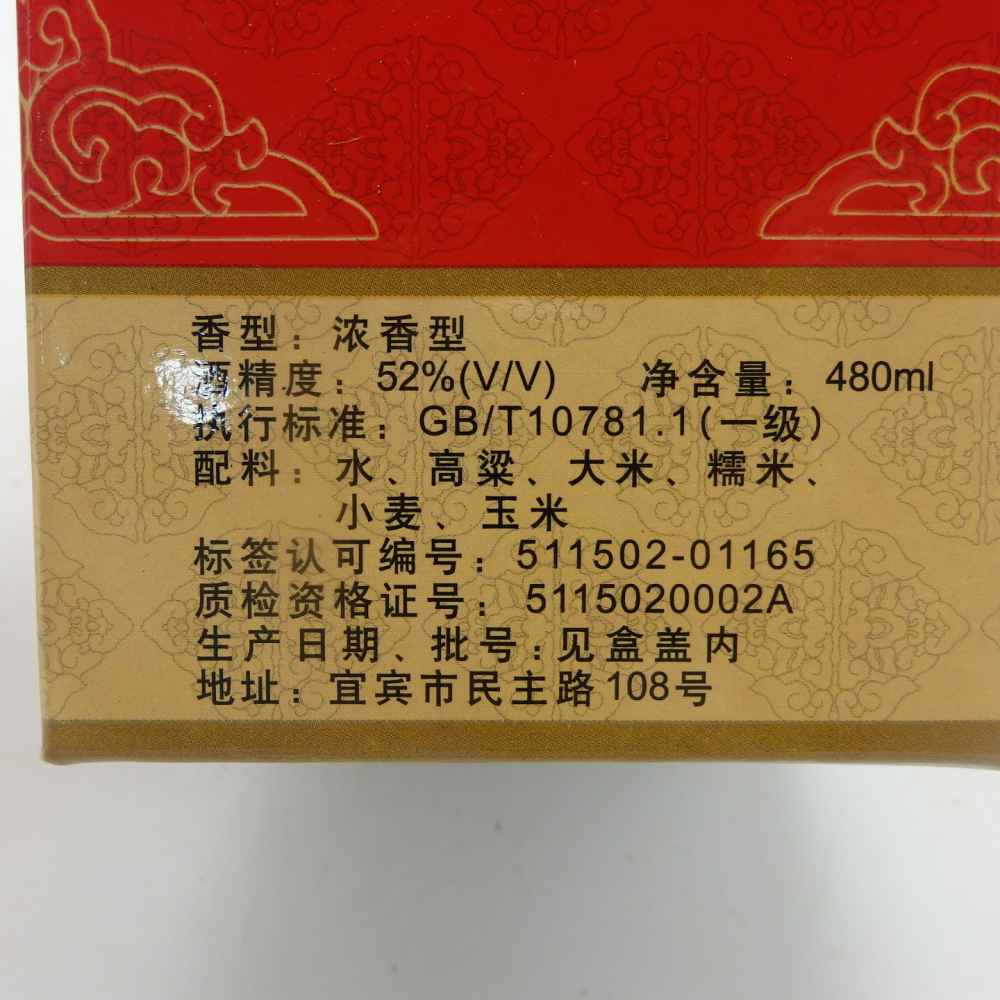 香型：浓香型
酒精度：52%(V/V) 净含量：480ml
执行标准：GB/T10781.1(一级)
配料：水、高粱、大米、糯米、
小麦、玉米
标签认可编号：511502-01165
质检资格证号：5115020002A
生产日期、批号：见盒盖内
地址：宜宾市民主路108号